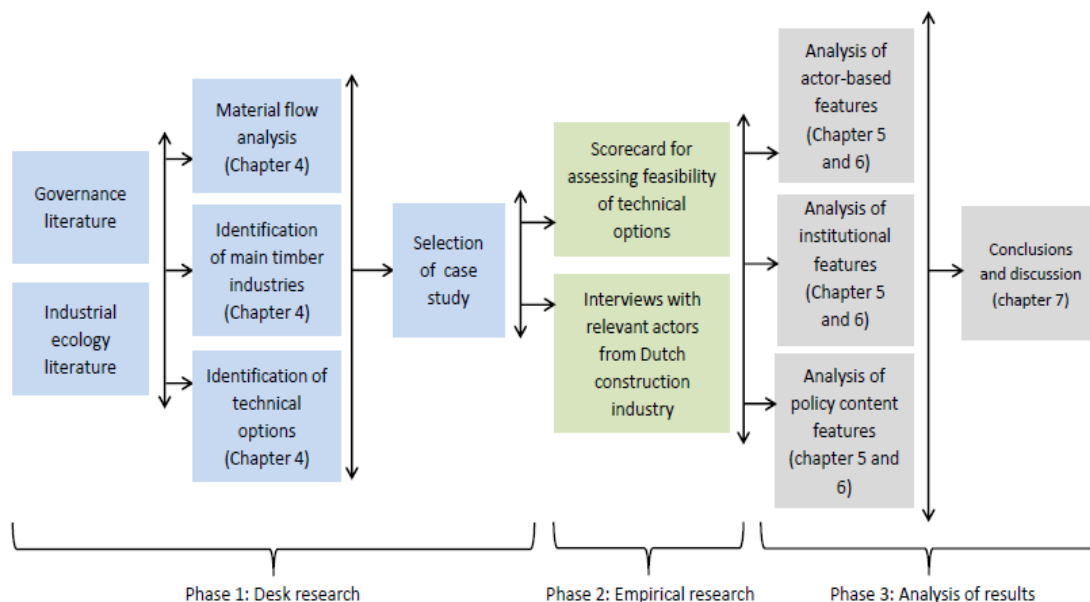 Governance
literature
Industrial
ecology
literature
Material flow
analysis
(Chapter 4)
Identification
of main timber
industries
(Chapter 4)
Identification of
technical
options
(Chapter 4)
Selection
of case
study
Scorecard for
assessing feasibility
of technical
options
Interviews with
relevant actors
from Dutch
construction
industry
Analysis of
actor-based
features
(Chapter 5
and 6)
Analysis of
institutional
features
(Chapter 5
and 6)
Analysis of
policy content
features
(chapter 5 and
6)
Conclusions
and discussion
(chapter 7)
Phase 1: Desk research
Phase 2: Empirical research
Phase 3: Analysis of results